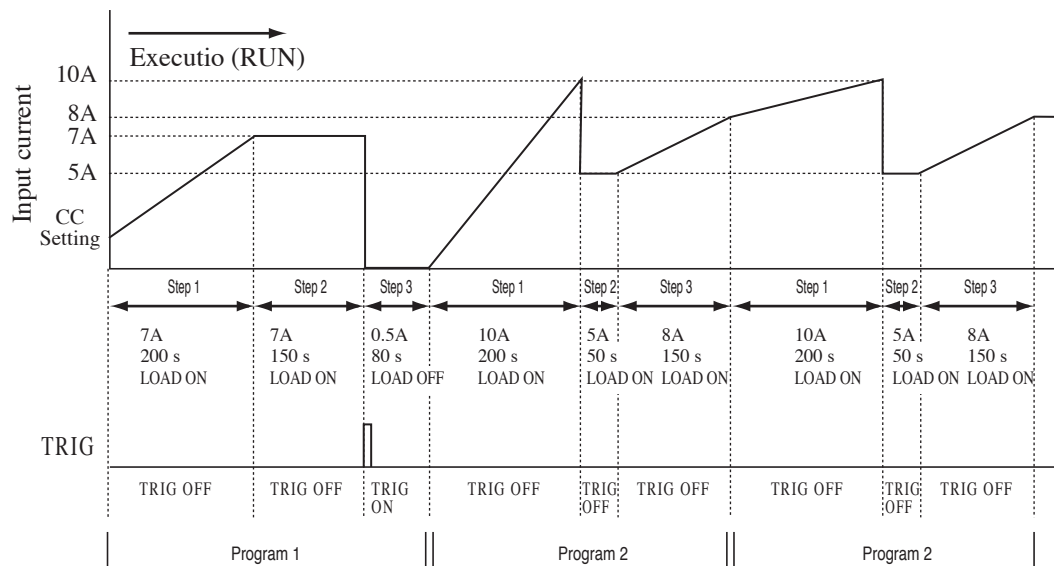 Executio (RUN)
Input current
10A
8A
7A
5A
CC
Setting
Step 1 Step 2 Step 3 Step 1 Step 2 Step 3 Step 1 Step 2 Step 3
7A 7A 0.5A 10A 5A 8A 10A 5A 8A
200 s 150 s 80 s 200 s 50 s 150 s 200 s 50 s 150 s
LOAD ON LOAD ON LOAD OFF LOAD ON LOAD ON LOAD ON LOAD ON LOAD ON LOAD ON
TRIG
TRIG OFF TRIG OFF TRIG TRIG OFF TRIG TRIG OFF TRIG OFF TRIG TRIG OFF
ON OFF OFF
Program 1 Program 2 Program 2